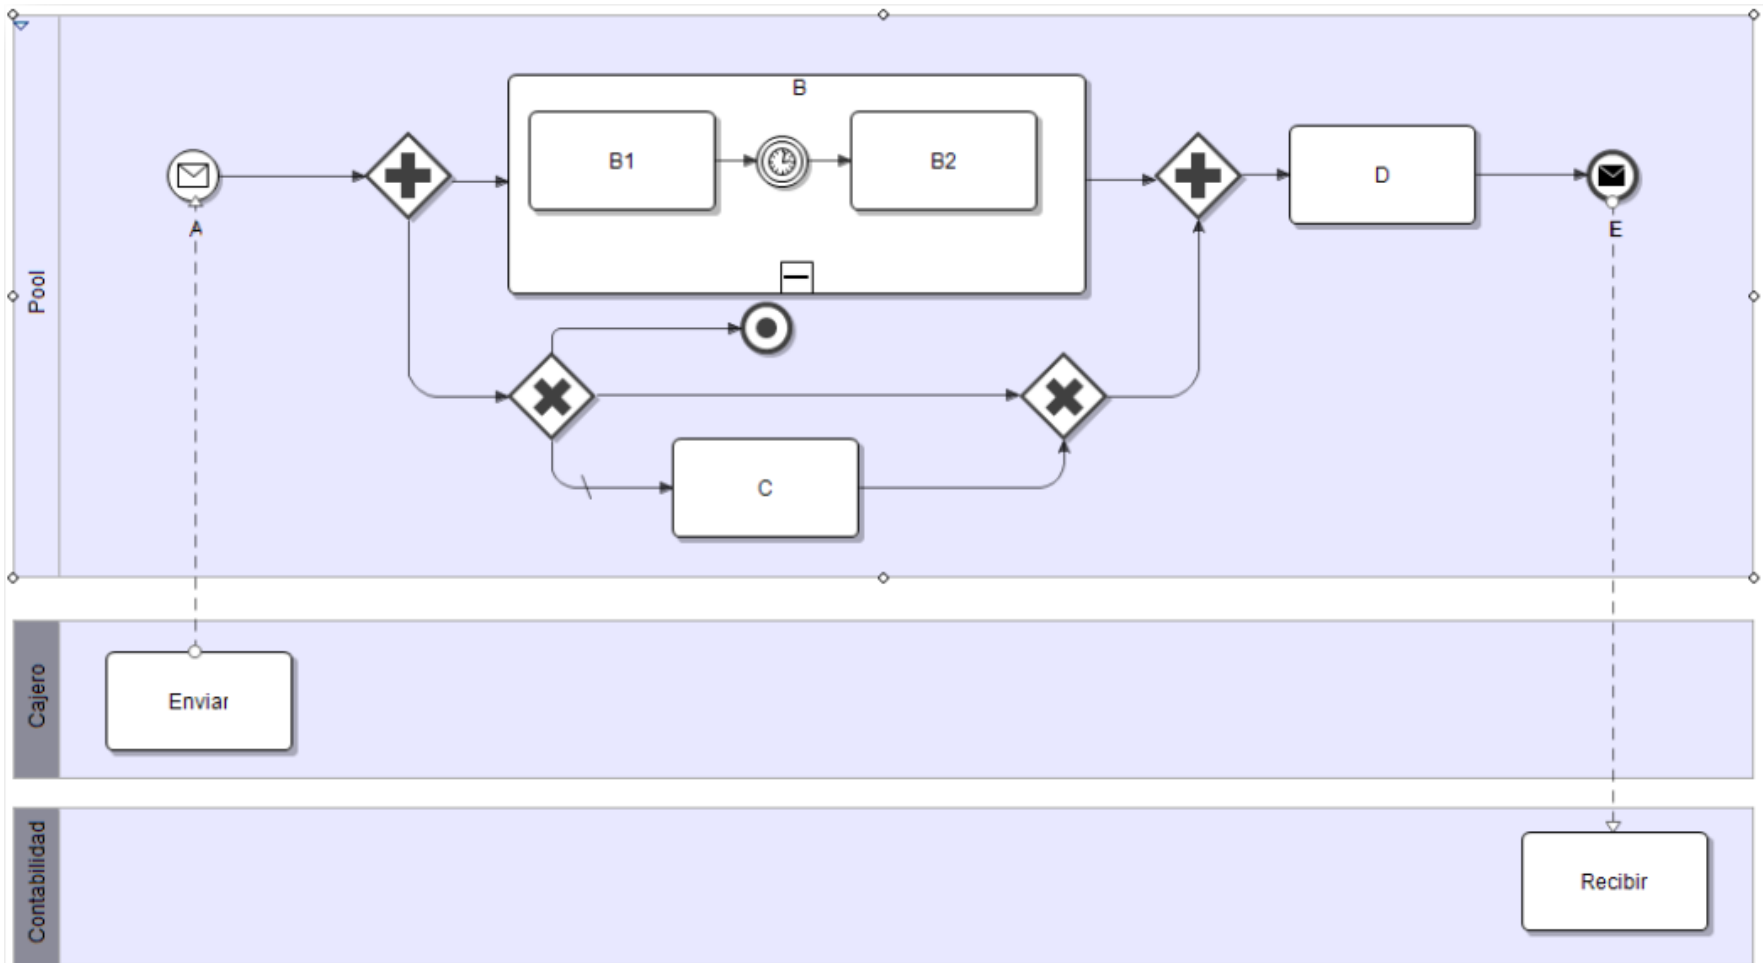 Pool
A
B
B1
B2
C
D
E
Cajero
Enviar
Contabilidad
Recibir